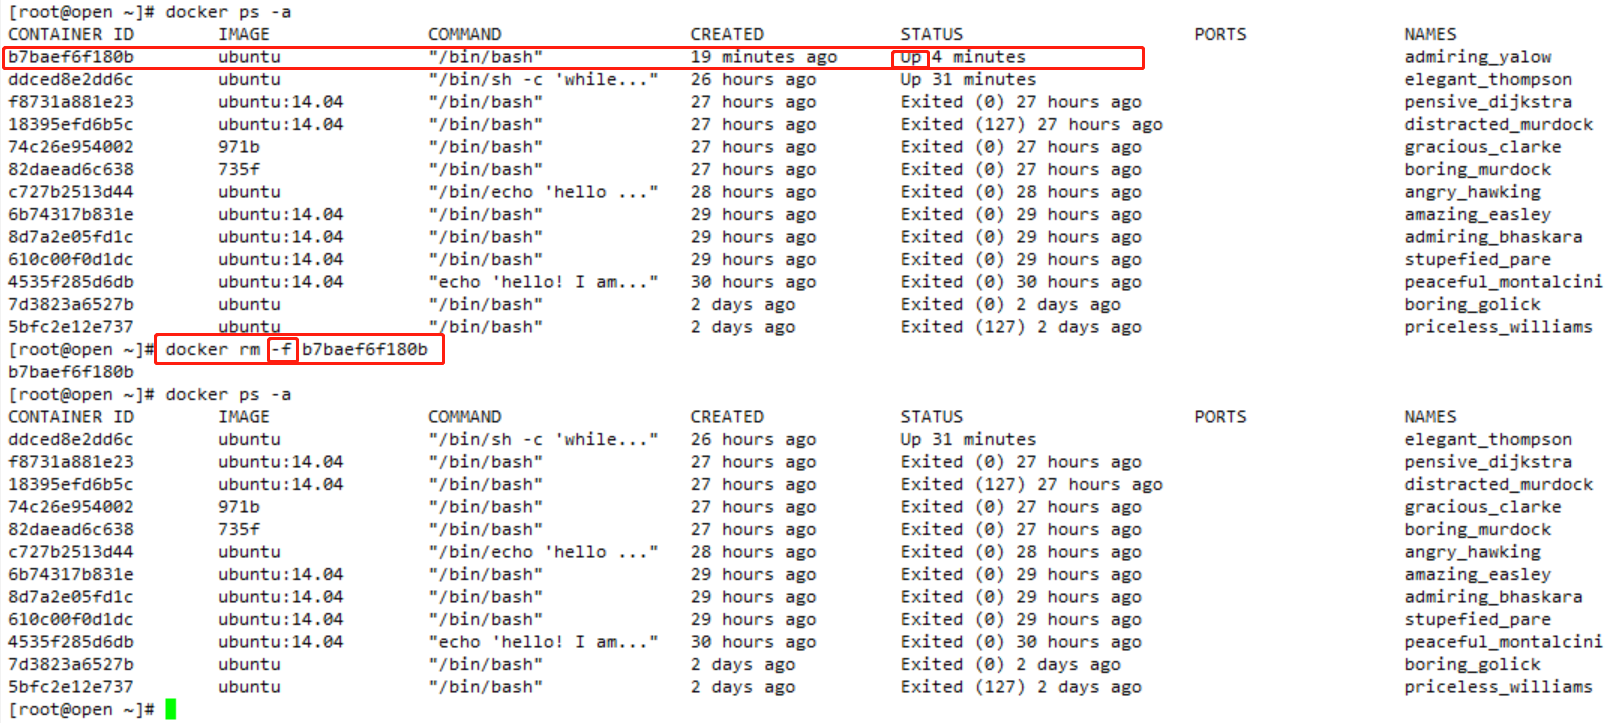 [root@open ~]# docker ps -a
CONTAINER ID IMAGE COMMAND CREATED STATUS PORTS NAMES
b7baef6f180b ubuntu "/bin/bash" 19 minutes ago Up 4 minutes admiring_yalow
ddced8e2dd6c ubuntu "/bin/sh -c 'while..." 26 hours ago Up 31 minutes elegant_thompson
f8731a881e23 ubuntu:14.04 "/bin/bash" 27 hours ago Exited (0) 27 hours ago pensive_dijkstra
18395efd6b5c ubuntu:14.04 "/bin/bash" 27 hours ago Exited (127) 27 hours ago distracted_murdock
74c26e954002 971b "/bin/bash" 27 hours ago Exited (0) 27 hours ago gracious_clarke
82daead6c638 735f "/bin/bash" 27 hours ago Exited (0) 27 hours ago boring_murdock
c727b2513d44 ubuntu "/bin/echo 'hello ..." 28 hours ago Exited (0) 28 hours ago angry_hawking
6b74317b831e ubuntu:14.04 "/bin/bash" 29 hours ago Exited (0) 29 hours ago amazing_easley
8d7a2e05fd1c ubuntu:14.04 "/bin/bash" 29 hours ago Exited (0) 29 hours ago admiring_bhaskara
610c00f0d1dc ubuntu:14.04 "/bin/bash" 29 hours ago Exited (0) 29 hours ago stupefied_pare
4535f285d6db ubuntu:14.04 "echo 'hello! I am..." 30 hours ago Exited (0) 30 hours ago peaceful_montalcini
7d3823a6527b ubuntu "/bin/bash" 2 days ago Exited (0) 2 days ago boring_golick
5bfc2e12e737 ubuntu "/bin/bash" 2 days ago Exited (127) 2 days ago priceless_williams
[root@open ~]# docker rm -f b7baef6f180b
b7baef6f180b
[root@open ~]# docker ps -a
CONTAINER ID IMAGE COMMAND CREATED STATUS PORTS NAMES
ddced8e2dd6c ubuntu "/bin/sh -c 'while..." 26 hours ago Up 31 minutes elegant_thompson
f8731a881e23 ubuntu:14.04 "/bin/bash" 27 hours ago Exited (0) 27 hours ago pensive_dijkstra
18395efd6b5c ubuntu:14.04 "/bin/bash" 27 hours ago Exited (127) 27 hours ago distracted_murdock
74c26e954002 971b "/bin/bash" 27 hours ago Exited (0) 27 hours ago gracious_clarke
82daead6c638 735f "/bin/bash" 27 hours ago Exited (0) 27 hours ago boring_murdock
c727b2513d44 ubuntu "/bin/echo 'hello ..." 28 hours ago Exited (0) 28 hours ago angry_hawking
6b74317b831e ubuntu:14.04 "/bin/bash" 29 hours ago Exited (0) 29 hours ago amazing_easley
8d7a2e05fd1c ubuntu:14.04 "/bin/bash" 29 hours ago Exited (0) 29 hours ago admiring_bhaskara
610c00f0d1dc ubuntu:14.04 "/bin/bash" 29 hours ago Exited (0) 29 hours ago stupefied_pare
4535f285d6db ubuntu:14.04 "echo 'hello! I am..." 30 hours ago Exited (0) 30 hours ago peaceful_montalcini
7d3823a6527b ubuntu "/bin/bash" 2 days ago Exited (0) 2 days ago boring_golick
5bfc2e12e737 ubuntu "/bin/bash" 2 days ago Exited (127) 2 days ago priceless_williams
[root@open ~]#